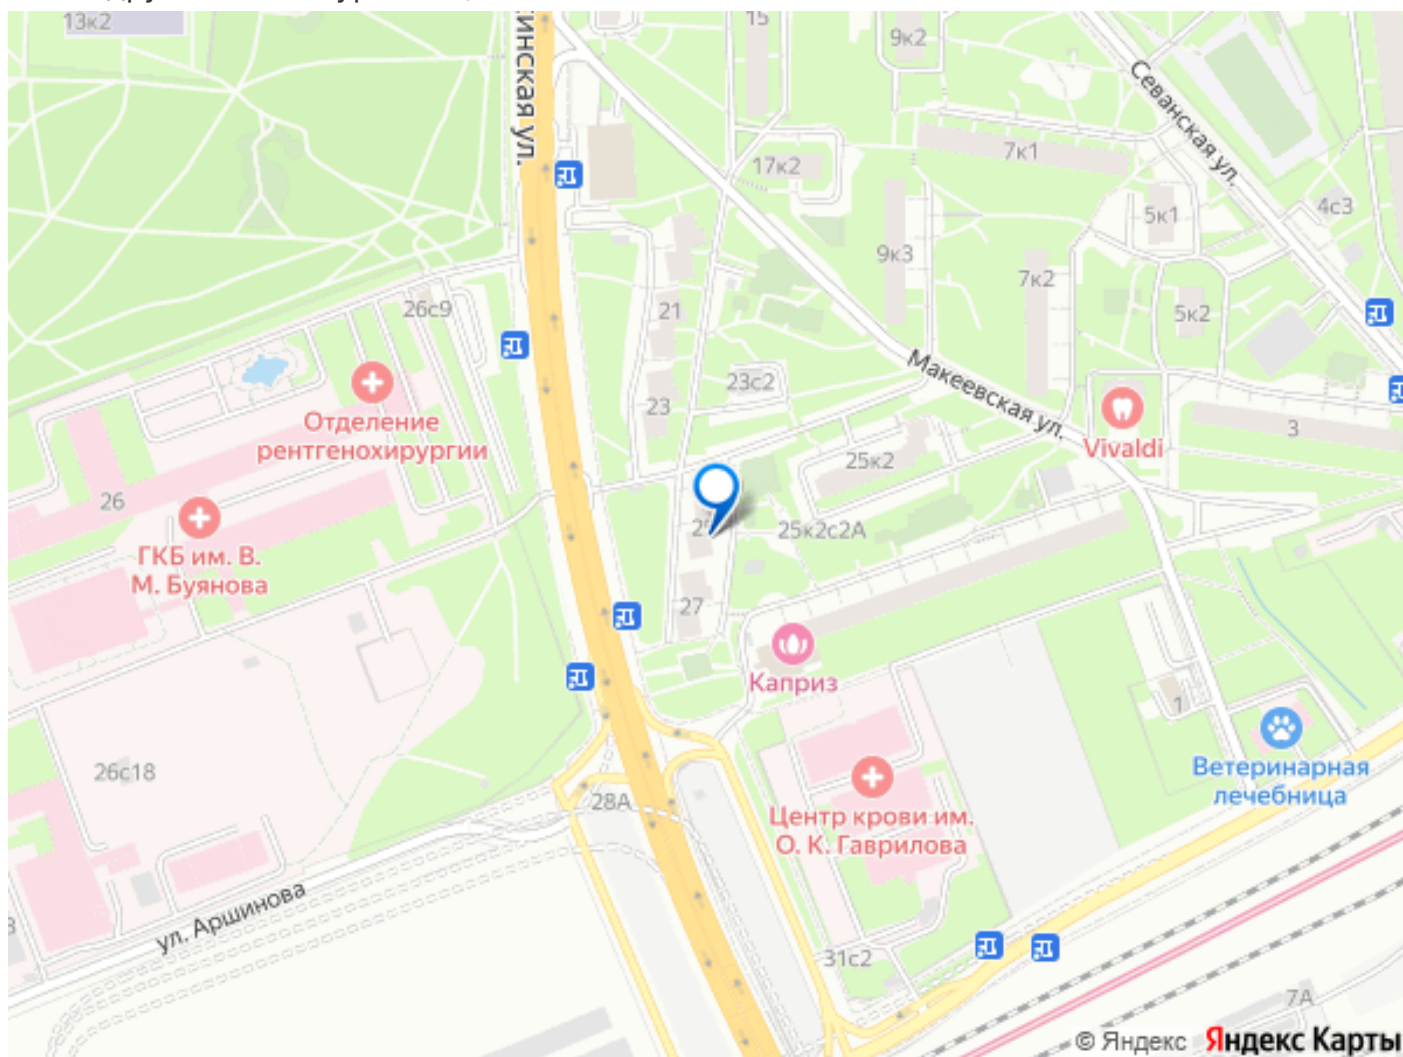 13к2
15
9к2
инская ул.
Севанская ул.
7к1
17к2
4с3
5к1
9к3
7к2
26с9
21
5к2
Макеевская ул.
23с2
23
Отделение
рентгенохирургии
Vivaldi
3
25к2
26
25к2с2А
ГКБ им. В.
М. Буянова
27
Каприз
1
26с18
Ветеринарная
лечебница
28А
Центр крови им.
О. К. Гаврилова
ул. Аршинова
31с2
7А
© Яндекс Яндекс Карты